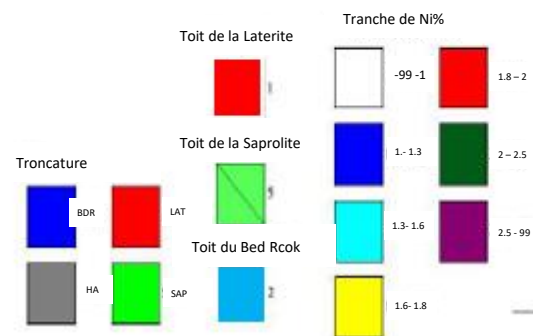 Tranche de Ni%
Toit de la Laterite
-99 -1
1.8 – 2
1
Toit de la Saprolite
1.- 1.3
2 – 2.5
Troncature
BDR
LAT
1.3- 1.6
2.5 - 99
Toit du Bed Rcok
HA
SAP
2
1.6- 1.8